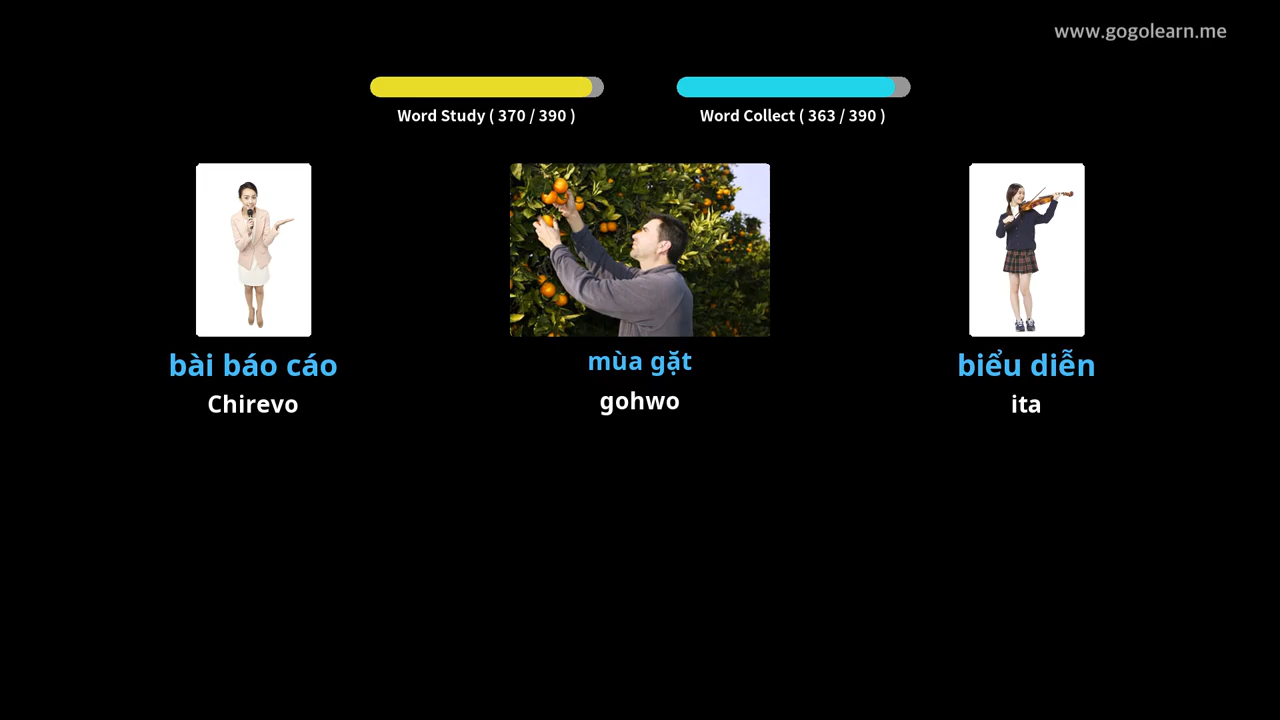 www.gogolearn.me
Word Study ( 370 / 390 )
Word Collect ( 363 / 390 )
bài báo cáo
Chirevo
mùa gặt
gohwo
biểu diễn
ita